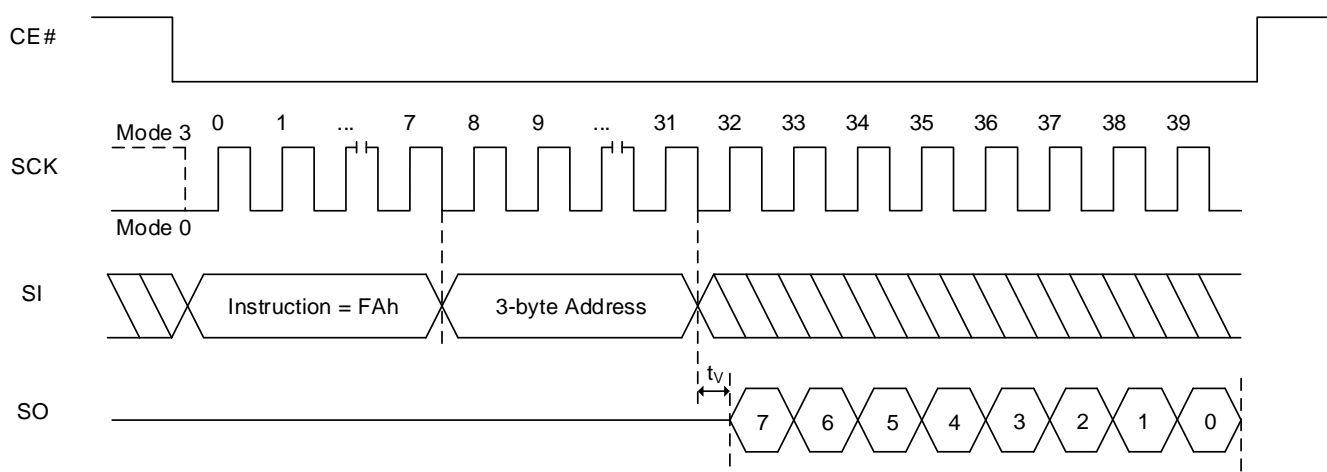 CE#
Mode 3 0 1 ... 7 8 9 ... 31 32 33 34 35 36 37 38 39
SCK
Mode 0
SI Instruction = FAh 3-byte Address
tV
SO 7 6 5 4 3 2 1 0